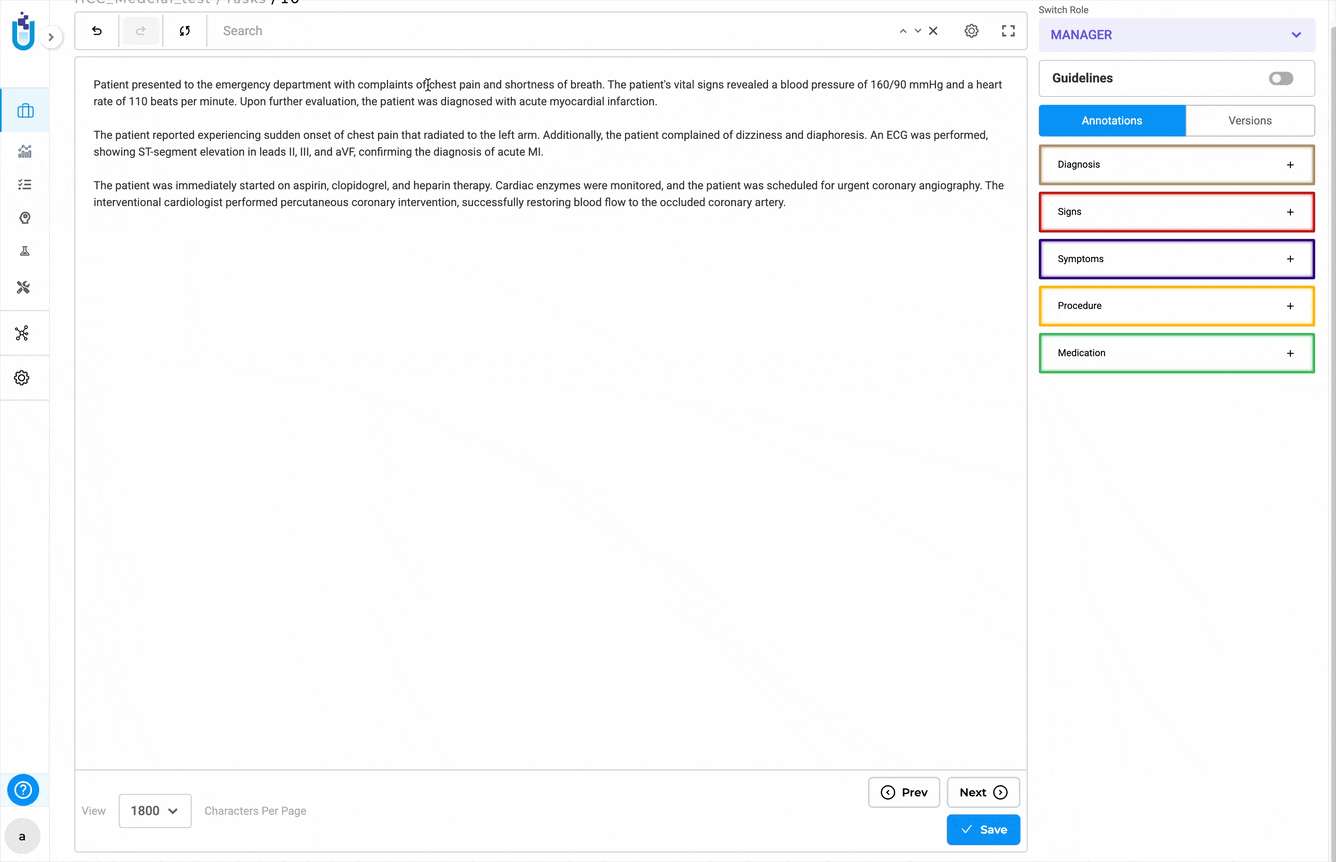 HCC_Medcial_test / Tasks / 16
Switch Role
Search
MANAGER
Guidelines
Annotations
Versions
Patient presented to the emergency department with complaints of chest pain and shortness of breath. The patient's vital signs revealed a blood pressure of 160/90 mmHg and a heart
rate of 110 beats per minute. Upon further evaluation, the patient was diagnosed with acute myocardial infarction.
The patient reported experiencing sudden onset of chest pain that radiated to the left arm. Additionally, the patient complained of dizziness and diaphoresis. An ECG was performed,
showing ST-segment elevation in leads II, III, and aVF, confirming the diagnosis of acute MI.
The patient was immediately started on aspirin, clopidogrel, and heparin therapy. Cardiac enzymes were monitored, and the patient was scheduled for urgent coronary angiography. The
interventional cardiologist performed percutaneous coronary intervention, successfully restoring blood flow to the occluded coronary artery.
Diagnosis
Signs
Symptoms
Procedure
Medication
View
1800
Characters Per Page
Prev
Next
Save
a